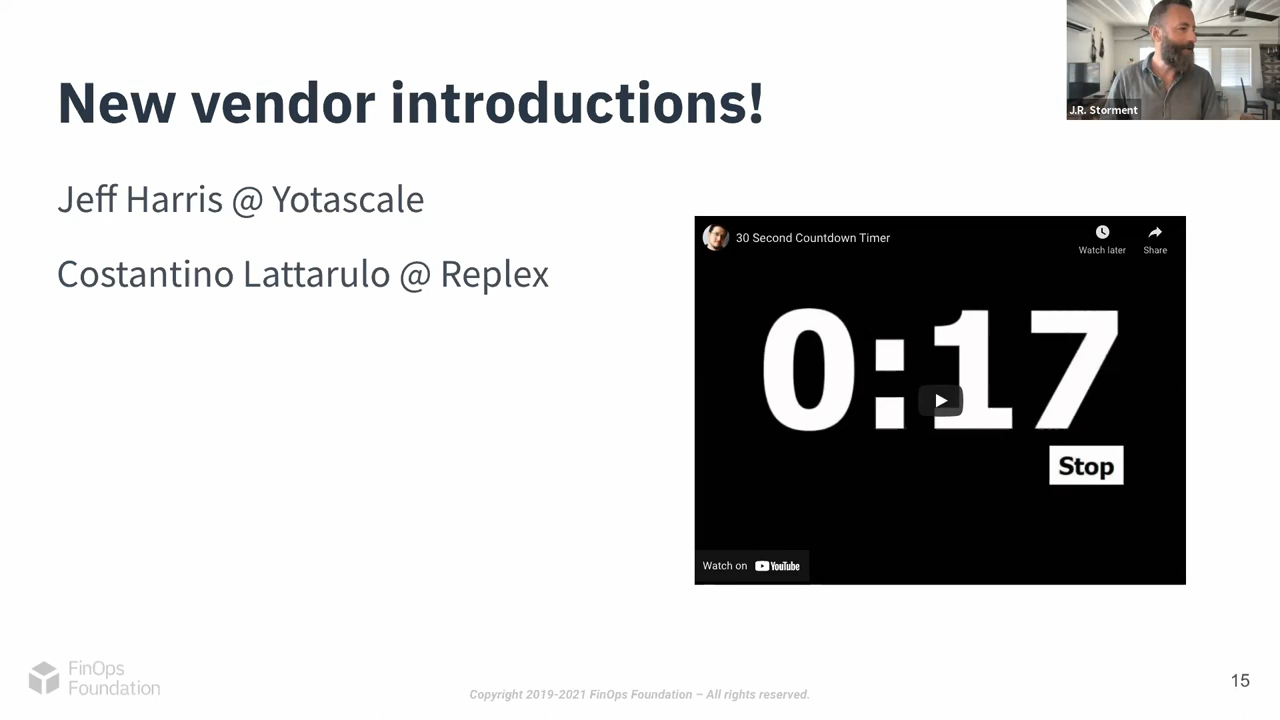 New vendor introductions!
J.R. Storment
Jeff Harris @ Yotascale
Costantino Lattarulo @ Replex
30 Second Countdown Timer
Watch later
Share
0:17
Stop
Watch on YouTube
FinOps
Foundation
Copyright 2019-2021 FinOps Foundation – All rights reserved.
15